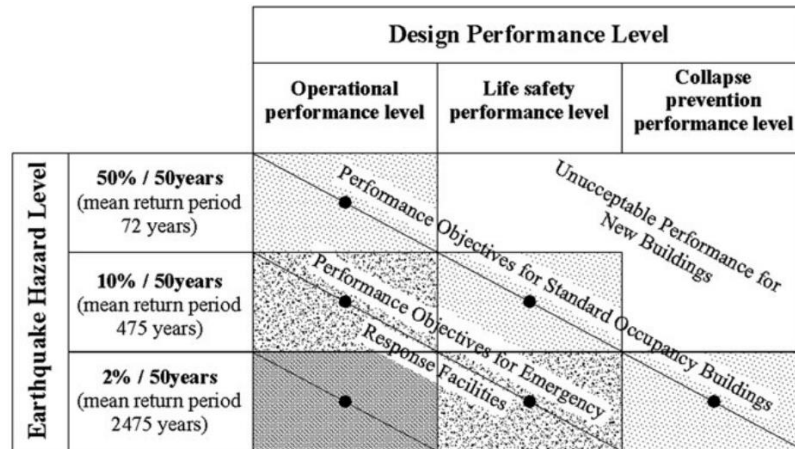 Design Performance Level
Operational
performance level
Life safety
performance level
Collapse
prevention
performance level
Earthquake Hazard Level
50% / 50years
(mean return period
72 years)
10% / 50years
(mean return period
475 years)
2% / 50years
(mean return period
2475 years)
Unucceptable Performance for
New Buildings
Performance Objectives for Standard Occupancy Buildings
Performance Objectives for Emergency
Response Facilities